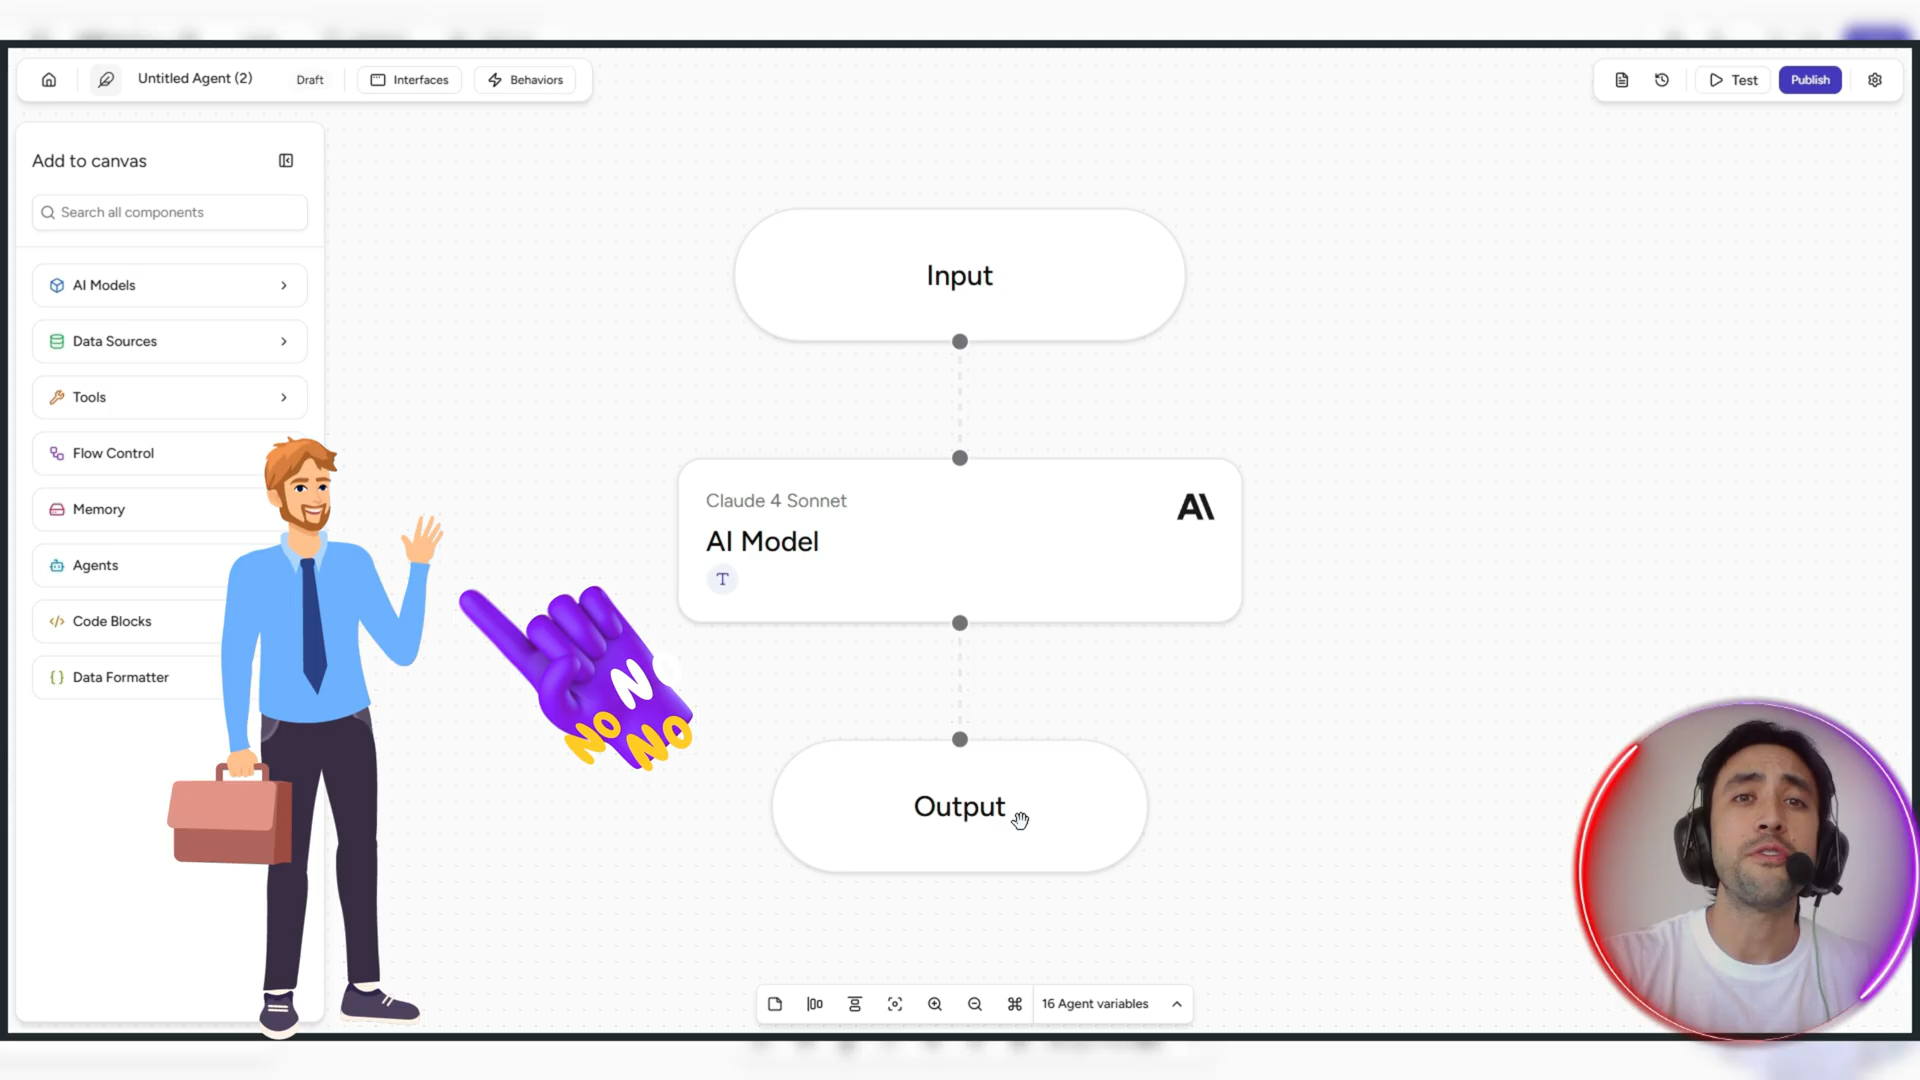 Untitled Agent (2)
Draft
Interfaces
Behaviors
Test
Publish
Add to canvas
Search all components
AI Models
Data Sources
Tools
Flow Control
Memory
Agents
Code Blocks
Data Formatter
Input
Claude 4 Sonnet
AI Model
T
Output
NO
NO
NO
16 Agent variables